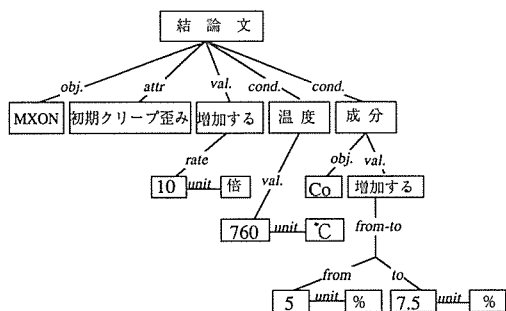 結 論 文
obj. attr val. cond. cond.
MXON 初期クリープ歪み 増加する 温 度 成 分
rate obj. val.
10 unit 倍 val. Co 増加する
760 unit ℃ from-to
from to
5 unit % 7.5 unit %